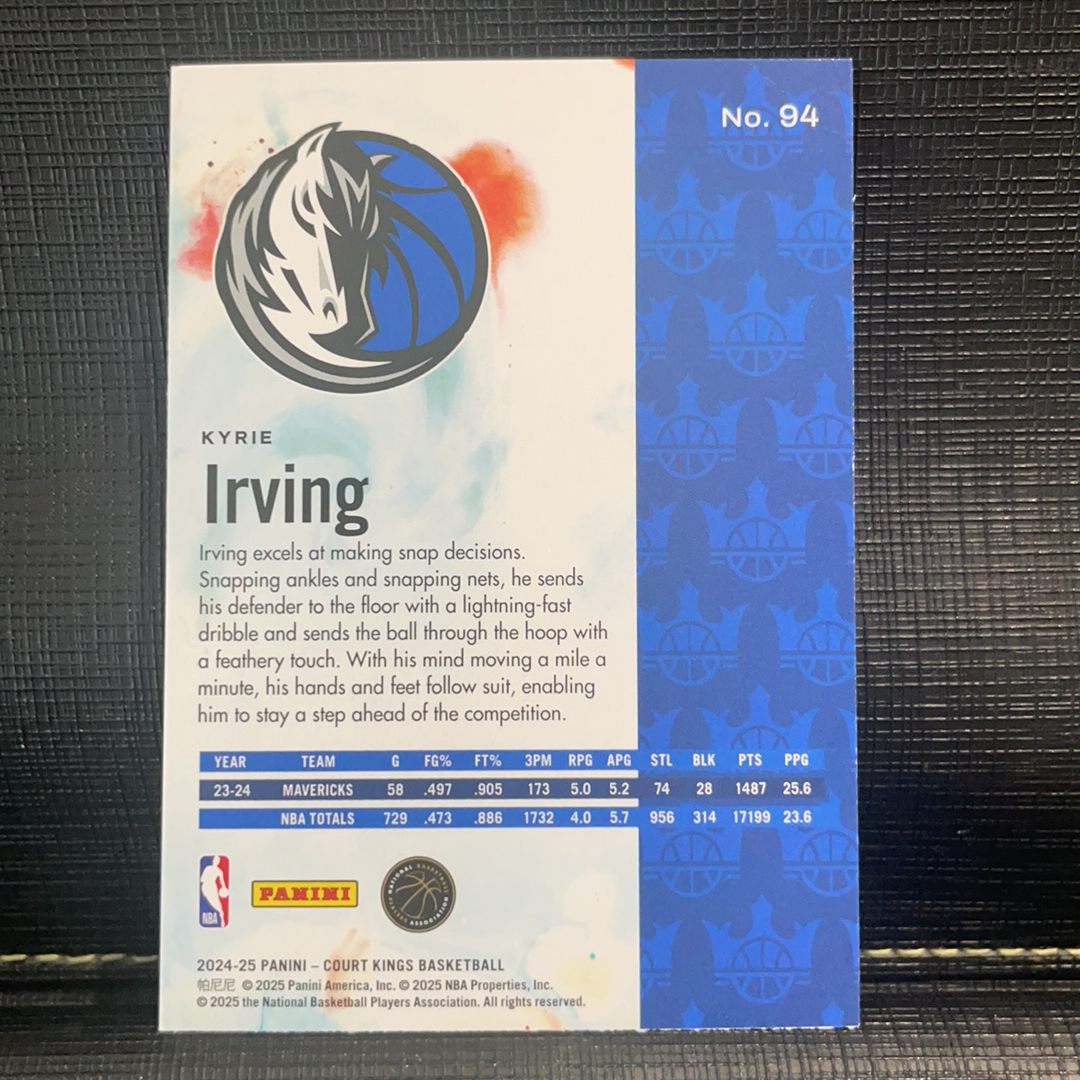 No. 94
KYRIE
Irving
Irving excels at making snap decisions.
Snapping ankles and snapping nets, he sends
his defender to the floor with a lightning-fast
dribble and sends the ball through the hoop with
a feathery touch. With his mind moving a mile a
minute, his hands and feet follow suit, enabling
him to stay a step ahead of the competition.
YEAR TEAM G FG% FT% 3PM RPG APG STL BLK PTS PPG
23-24 MAVERICKS 58 .497 .905 173 5.0 5.2 74 28 1487 25.6
NBA TOTALS 729 .473 .886 1732 4.0 5.7 956 314 17199 23.6
NBA
PANINI
NATIONAL BASKETBALL PLAYERS ASSOCIATION
2024-25 PANINI – COURT KINGS BASKETBALL
帕尼尼 © 2025 Panini America, Inc. © 2025 NBA Properties, Inc.
© 2025 the National Basketball Players Association. All rights reserved.